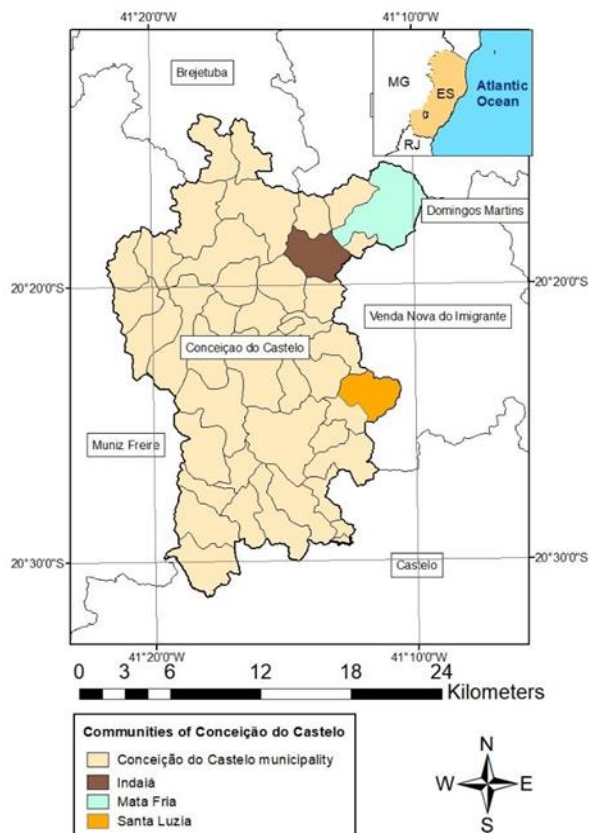 41°20'0"W
41°10'0"W
Brejetuba
MG
ES
Atlantic
Ocean
RJ
Domingos Martins
20°20'0"S
20°20'0"S
Venda Nova do Imigrante
Conceiçao do Castelo
Muniz Freire
20°30'0"S
20°30'0"S
Castelo
41°20'0"W
41°10'0"W
0 3 6 12 18 24
Kilometers
Communities of Conceição do Castelo
Conceição do Castelo municipality
Indaiá
Mata Fria
Santa Luzia
N
W E
S